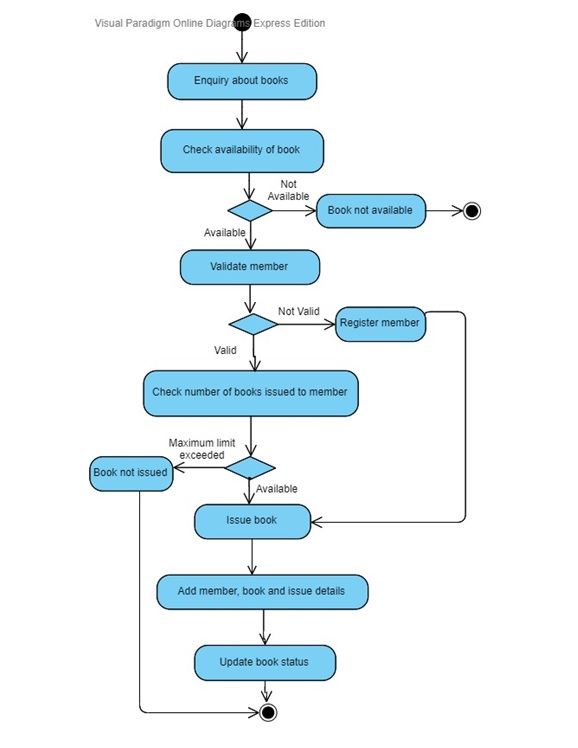 Visual Paradigm Online Diagrams Express Edition
Enquiry about books
Check availability of book
Not
Available
Book not available
Available
Validate member
Not Valid
Register member
Valid
Check number of books issued to member
Maximum limit
exceeded
Book not issued
Available
Issue book
Add member, book and issue details
Update book status